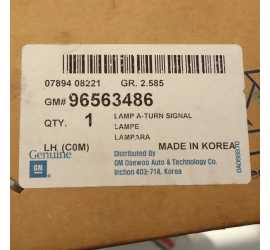 07894 08221 GR. 2.585
GM# 96563486
QTY. 1
LAMP A-TURN SIGNAL
LAMPE
LAMPARA
LH (C0M) MADE IN KOREA
Genuine
GM
Distributed By
GM Daewoo Auto & Technology Co.
Inchon 403-714, Korea.